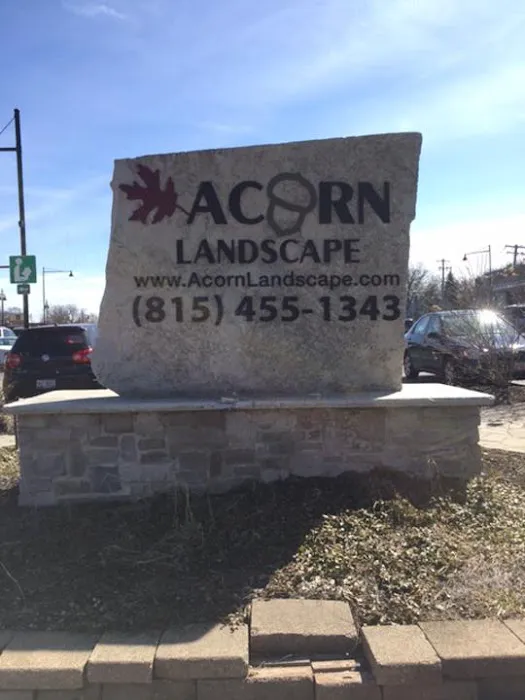 ACORN
LANDSCAPE
www.AcornLandscape.com
(815) 455-1343